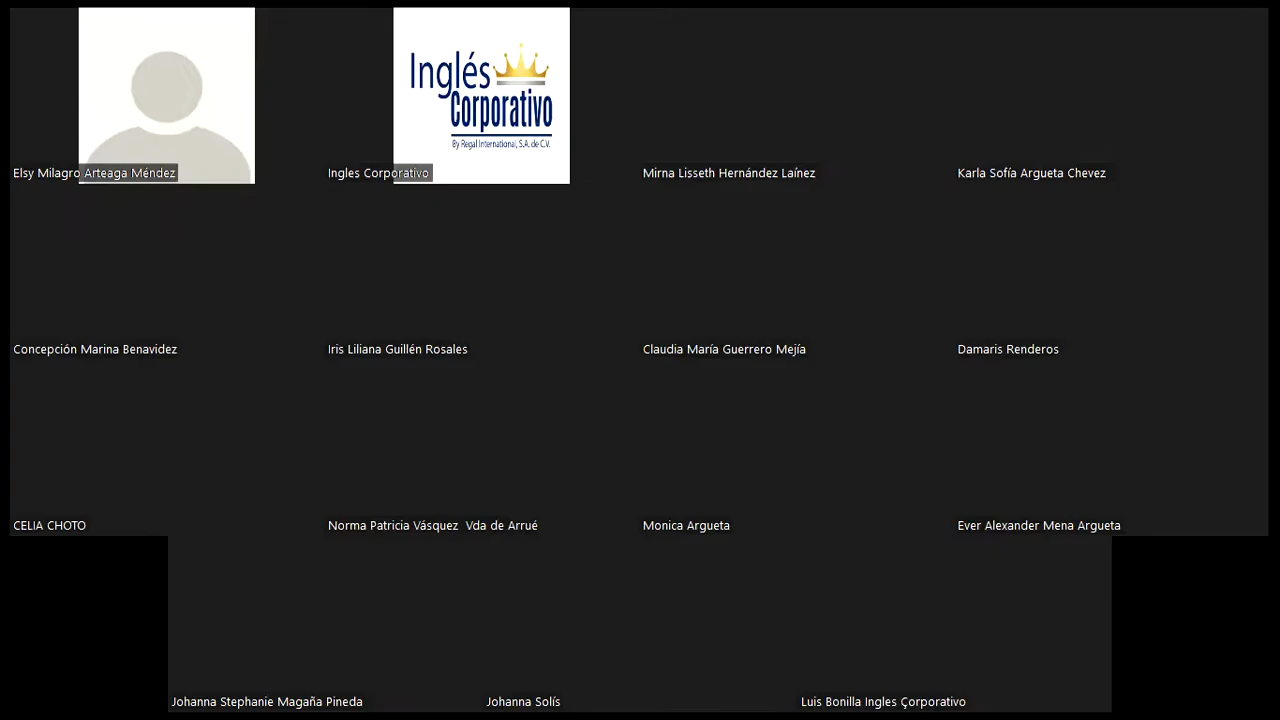 Inglés
Corporativo
By Regal International, S.A. de C.V.
Elsy Milagro Arteaga Méndez
Ingles Corporativo
Mirna Lisseth Hernández Laínez
Karla Sofía Argueta Chevez
Concepción Marina Benavidez
Iris Liliana Guillén Rosales
Claudia María Guerrero Mejía
Damaris Renderos
CELIA CHOTO
Norma Patricia Vásquez  Vda de Arrué
Monica Argueta
Ever Alexander Mena Argueta
Johanna Stephanie Magaña Pineda
Johanna Solís
Luis Bonilla Ingles Çorporativo